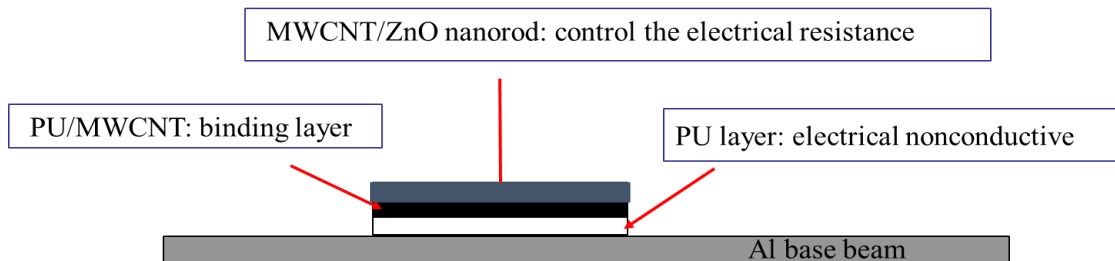 MWCNT/ZnO nanorod: control the electrical resistance
PU/MWCNT: binding layer
PU layer: electrical nonconductive
Al base beam